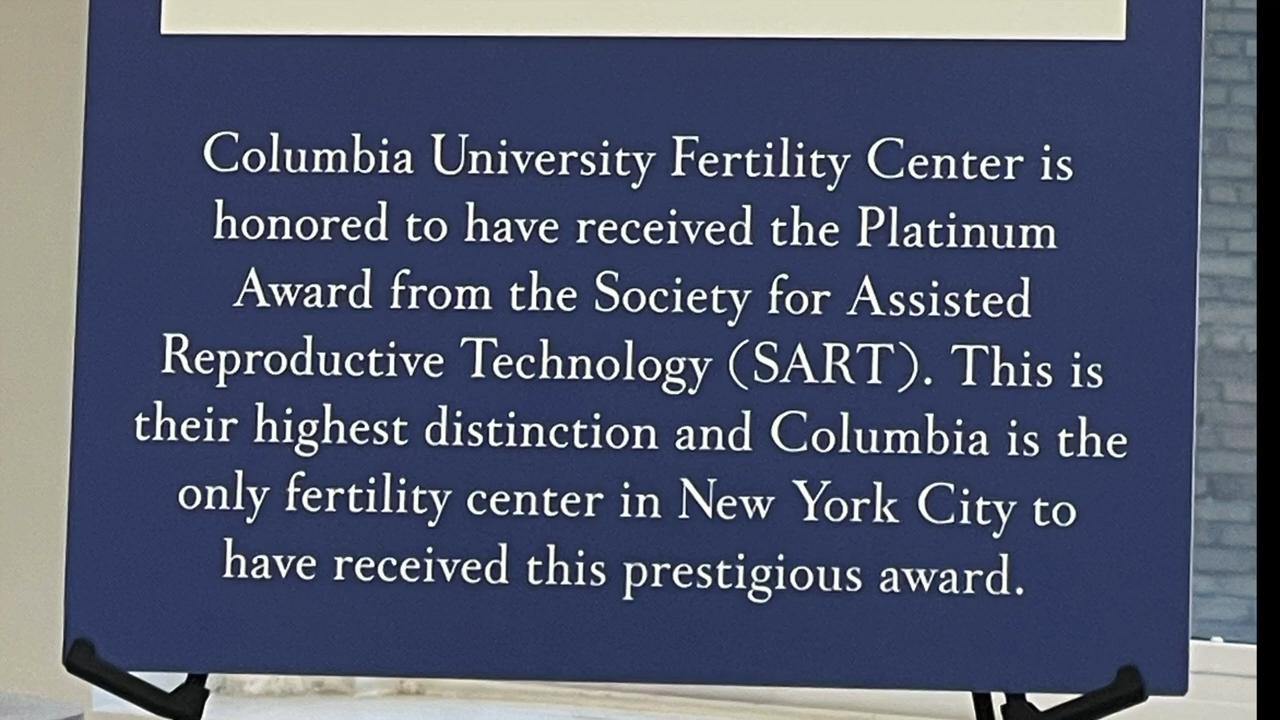 Columbia University Fertility Center is
honored to have received the Platinum
Award from the Society for Assisted
Reproductive Technology (SART). This is
their highest distinction and Columbia is the
only fertility center in New York City to
have received this prestigious award.